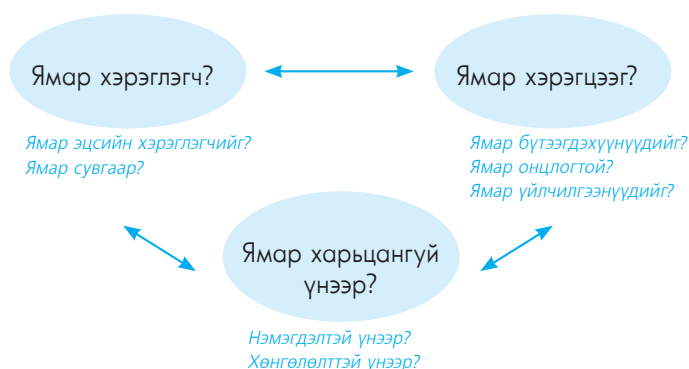 Ямар хэрэглэгч?
Ямар эцсийн хэрэглэгчийг?
Ямар сувгаар?
Ямар хэрэгцээг?
Ямар бүтээгдэхүүнүүдийг?
Ямар онцлогтой?
Ямар үйлчилгээнүүдийг?
Ямар харьцангуй
үнээр?
Нэмэгдэлтэй үнээр?
Хөнгөлөлттэй үнээр?